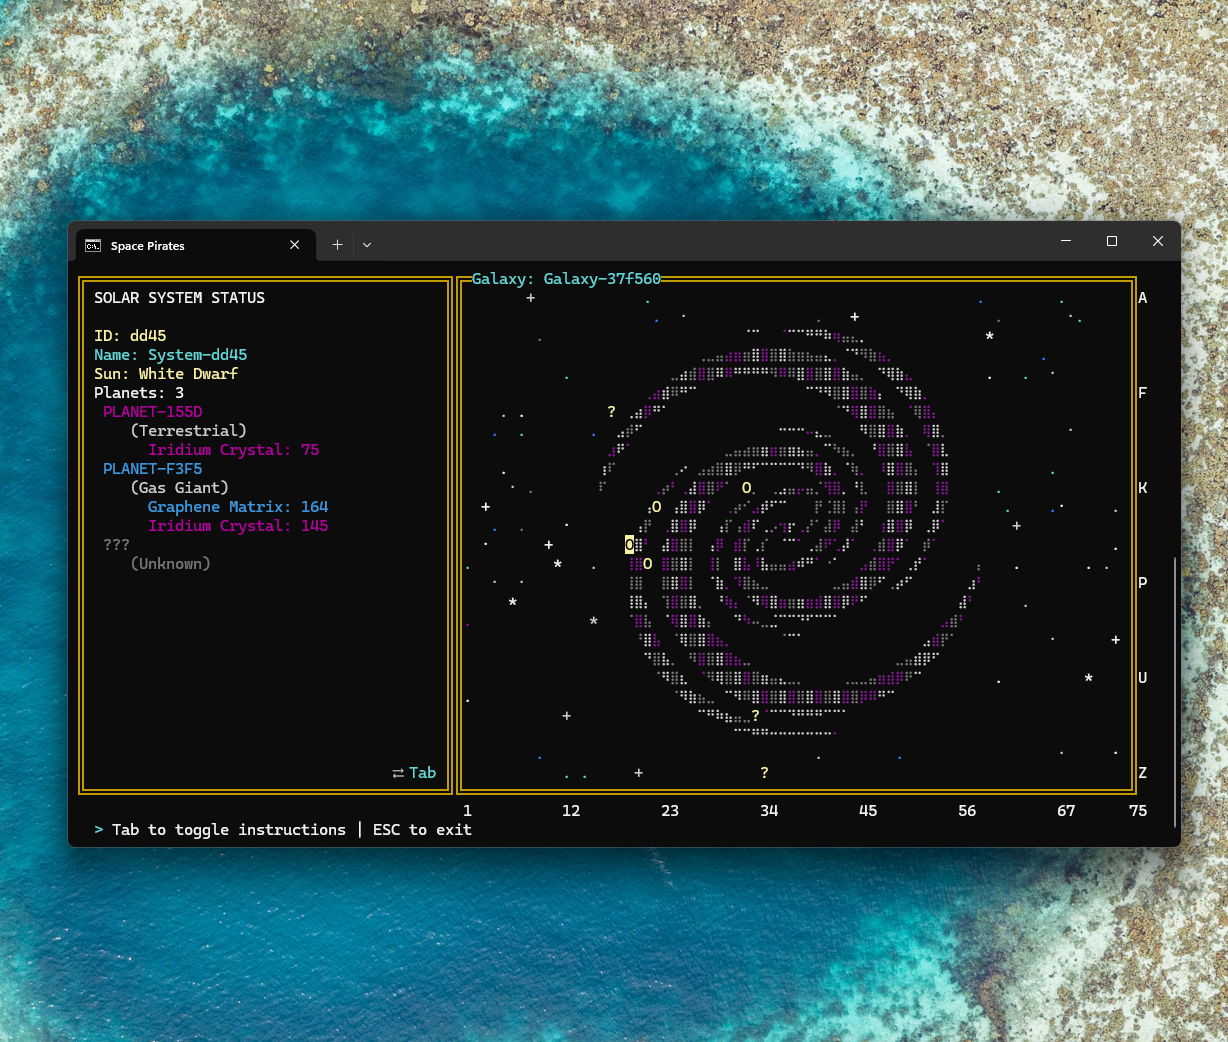 Space Pirates
Galaxy: Galaxy-37f560
SOLAR SYSTEM STATUS
ID: dd45
Name: System-dd45
Sun: White Dwarf
Planets: 3
PLANET-155D
(Terrestrial)
Iridium Crystal: 75
PLANET-F3F5
(Gas Giant)
Graphene Matrix: 164
Iridium Crystal: 145
???
(Unknown)
⇄ Tab
?
O
O
O
O
?
?
A
F
K
P
U
Z
1 12 23 34 45 56 67 75
> Tab to toggle instructions | ESC to exit